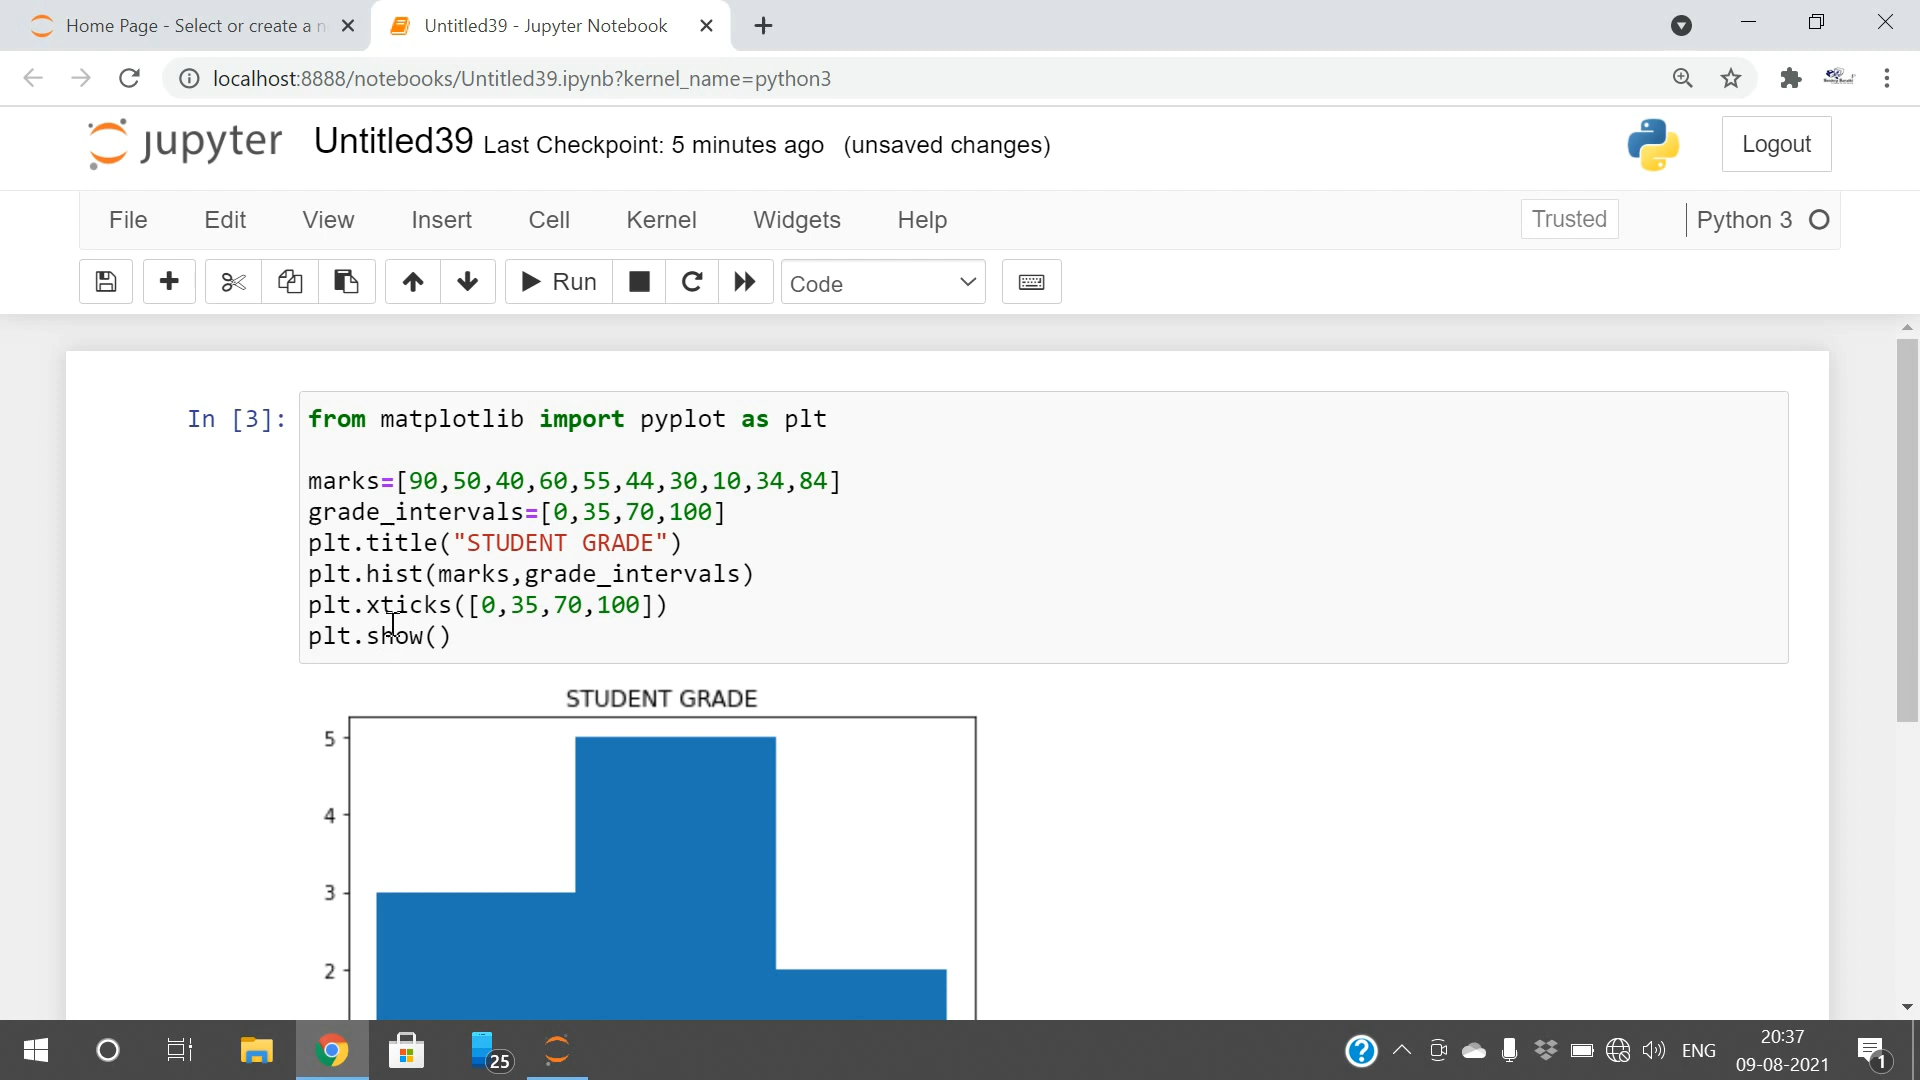 Home Page - Select or create a n
Untitled39 - Jupyter Notebook
localhost:8888/notebooks/Untitled39.ipynb?kernel_name=python3
jupyter
Untitled39 Last Checkpoint: 5 minutes ago (unsaved changes)
Logout
File Edit View Insert Cell Kernel Widgets Help
Trusted
Python 3
Run
Code
In [3]:
from matplotlib import pyplot as plt
marks=[90,50,40,60,55,44,30,10,34,84]
grade_intervals=[0,35,70,100]
plt.title("STUDENT GRADE")
plt.hist(marks,grade_intervals)
plt.xticks([0,35,70,100])
plt.show()
STUDENT GRADE
5
4
3
2
25
ENG
20:37
09-08-2021
1